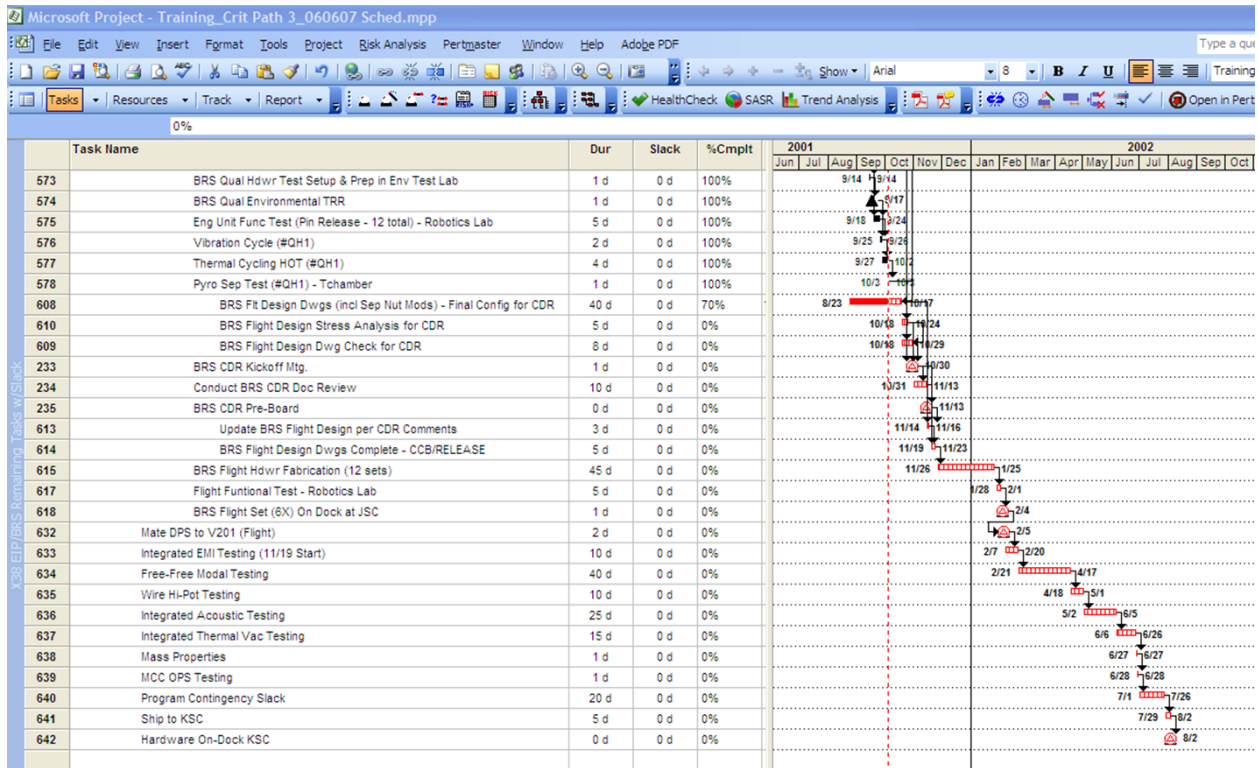 Microsoft Project - Training_Crit Path 3_060607 Sched.mpp
File Edit View Insert Format Tools Project Risk Analysis Pertmaster Window Help Adobe PDF Type a que
Show Arial 8 B I U Training
Tasks Resources Track Report HealthCheck SASR Trend Analysis Open in Pert
0%
Task Name Dur Slack %Cmplt 2001 2002
Jun Jul Aug Sep Oct Nov Dec Jan Feb Mar Apr May Jun Jul Aug Sep Oct
573 BRS Qual Hdwr Test Setup & Prep in Env Test Lab 1 d 0 d 100% 9/14 9/14
574 BRS Qual Environmental TRR 1 d 0 d 100% 9/17
575 Eng Unit Func Test (Pin Release - 12 total) - Robotics Lab 5 d 0 d 100% 9/18 9/24
576 Vibration Cycle (#QH1) 2 d 0 d 100% 9/25 9/26
577 Thermal Cycling HOT (#QH1) 4 d 0 d 100% 9/27 10/2
578 Pyro Sep Test (#QH1) - Tchamber 1 d 0 d 100% 10/3 10/3
608 BRS Flt Design Dwgs (incl Sep Nut Mods) - Final Config for CDR 40 d 0 d 70% 8/23 10/17
610 BRS Flight Design Stress Analysis for CDR 5 d 0 d 0% 10/18 10/24
609 BRS Flight Design Dwg Check for CDR 8 d 0 d 0% 10/18 10/29
233 BRS CDR Kickoff Mtg. 1 d 0 d 0% 10/30
234 Conduct BRS CDR Doc Review 10 d 0 d 0% 10/31 11/13
235 BRS CDR Pre-Board 0 d 0 d 0% 11/13
613 Update BRS Flight Design per CDR Comments 3 d 0 d 0% 11/14 11/16
614 BRS Flight Design Dwgs Complete - CCB/RELEASE 5 d 0 d 0% 11/19 11/23
615 BRS Flight Hdwr Fabrication (12 sets) 45 d 0 d 0% 11/26 1/25
617 Flight Funtional Test - Robotics Lab 5 d 0 d 0% 1/28 2/1
618 BRS Flight Set (6X) On Dock at JSC 1 d 0 d 0% 2/4
632 Mate DPS to V201 (Flight) 2 d 0 d 0% 2/5
633 Integrated EMI Testing (11/19 Start) 10 d 0 d 0% 2/7 2/20
634 Free-Free Modal Testing 40 d 0 d 0% 2/21 4/17
635 Wire Hi-Pot Testing 10 d 0 d 0% 4/18 5/1
636 Integrated Acoustic Testing 25 d 0 d 0% 5/2 6/5
637 Integrated Thermal Vac Testing 15 d 0 d 0% 6/6 6/26
638 Mass Properties 1 d 0 d 0% 6/27 6/27
639 MCC OPS Testing 1 d 0 d 0% 6/28 6/28
640 Program Contingency Slack 20 d 0 d 0% 7/1 7/26
641 Ship to KSC 5 d 0 d 0% 7/29 8/2
642 Hardware On-Dock KSC 0 d 0 d 0% 8/2
X38 EIP/BRS Remaining Tasks w/Slack